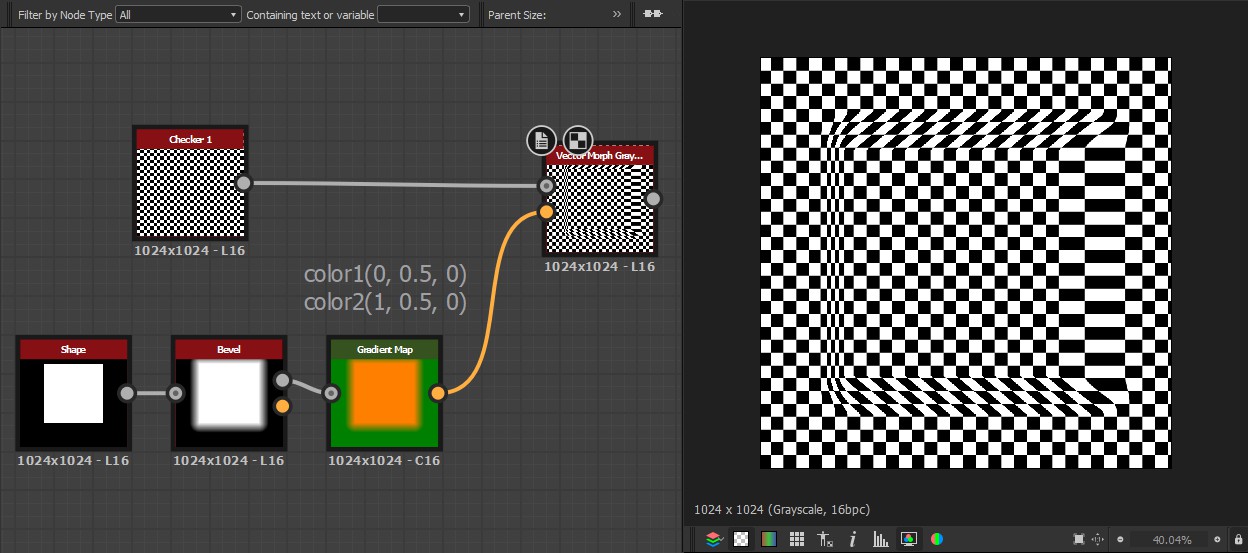 Filter by Node Type All Containing text or variable Parent Size: »
Checker 1
1024x1024 - L16
Vector Morph Gray...
1024x1024 - L16
color1(0, 0.5, 0)
color2(1, 0.5, 0)
Shape
1024x1024 - L16
Bevel
1024x1024 - L16
Gradient Map
1024x1024 - C16
1024 x 1024 (Grayscale, 16bpc)
40.04%